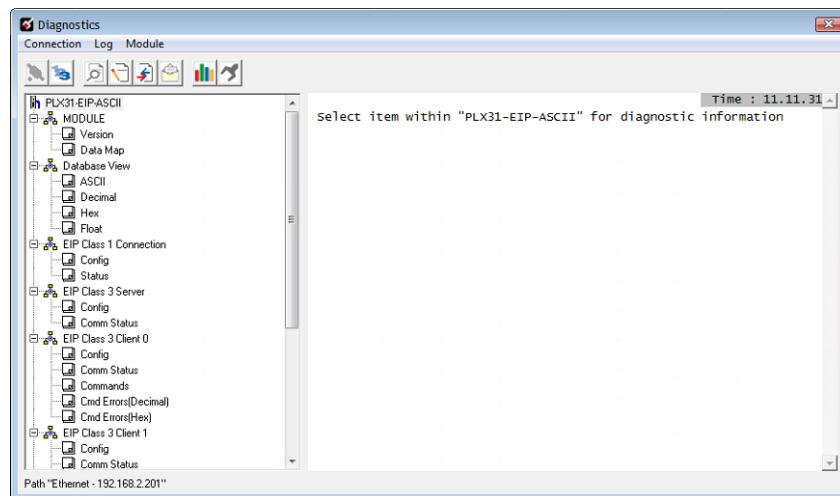 Diagnostics
Connection Log Module
PLX31-EIP-ASCII
MODULE
Version
Data Map
Database View
ASCII
Decimal
Hex
Float
EIP Class 1 Connection
Config
Status
EIP Class 3 Server
Config
Comm Status
EIP Class 3 Client 0
Config
Comm Status
Commands
Cmd Errors(Decimal)
Cmd Errors(Hex)
EIP Class 3 Client 1
Config
Comm Status
Time : 11.11.31
Select item within "PLX31-EIP-ASCII" for diagnostic information
Path "Ethernet - 192.168.2.201"